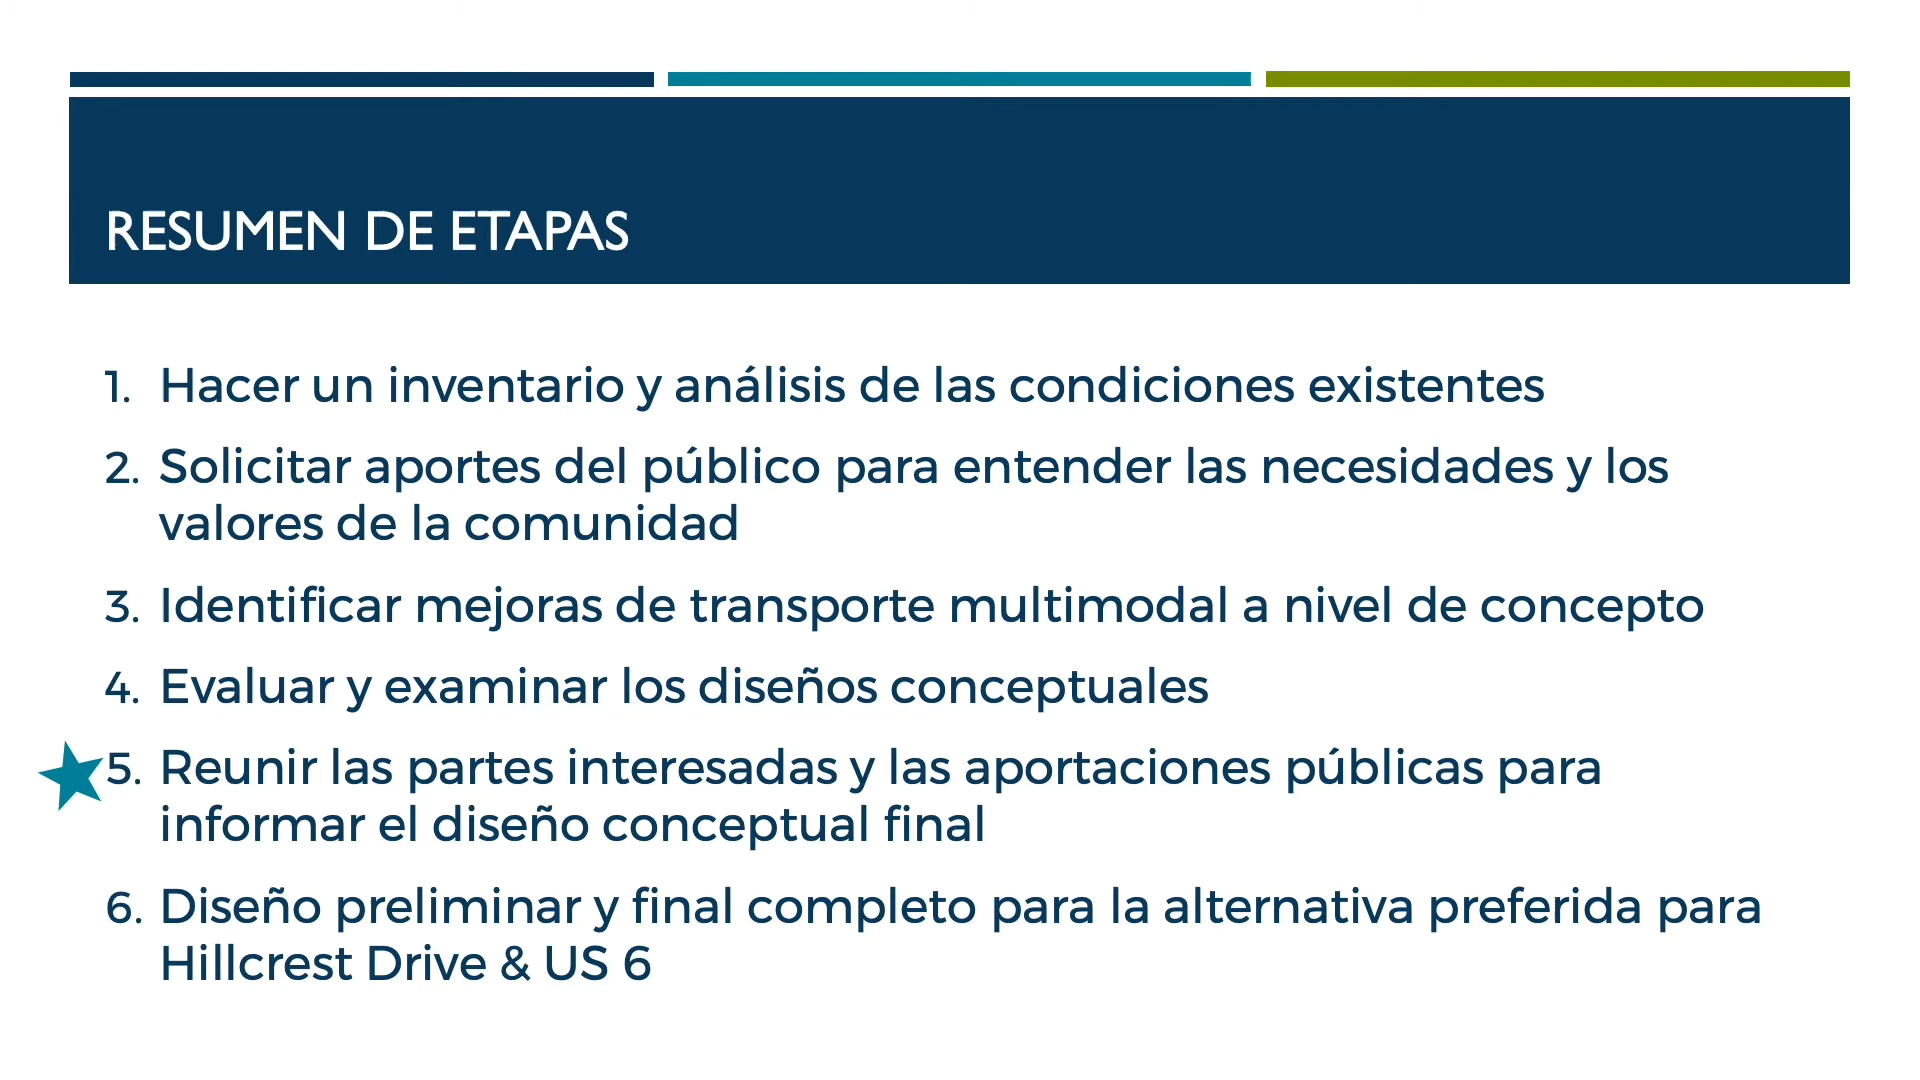 RESUMEN DE ETAPAS
1. Hacer un inventario y análisis de las condiciones existentes
2. Solicitar aportes del público para entender las necesidades y los
valores de la comunidad
3. Identificar mejoras de transporte multimodal a nivel de concepto
4. Evaluar y examinar los diseños conceptuales
5. Reunir las partes interesadas y las aportaciones públicas para
informar el diseño conceptual final
6. Diseño preliminar y final completo para la alternativa preferida para
Hillcrest Drive & US 6